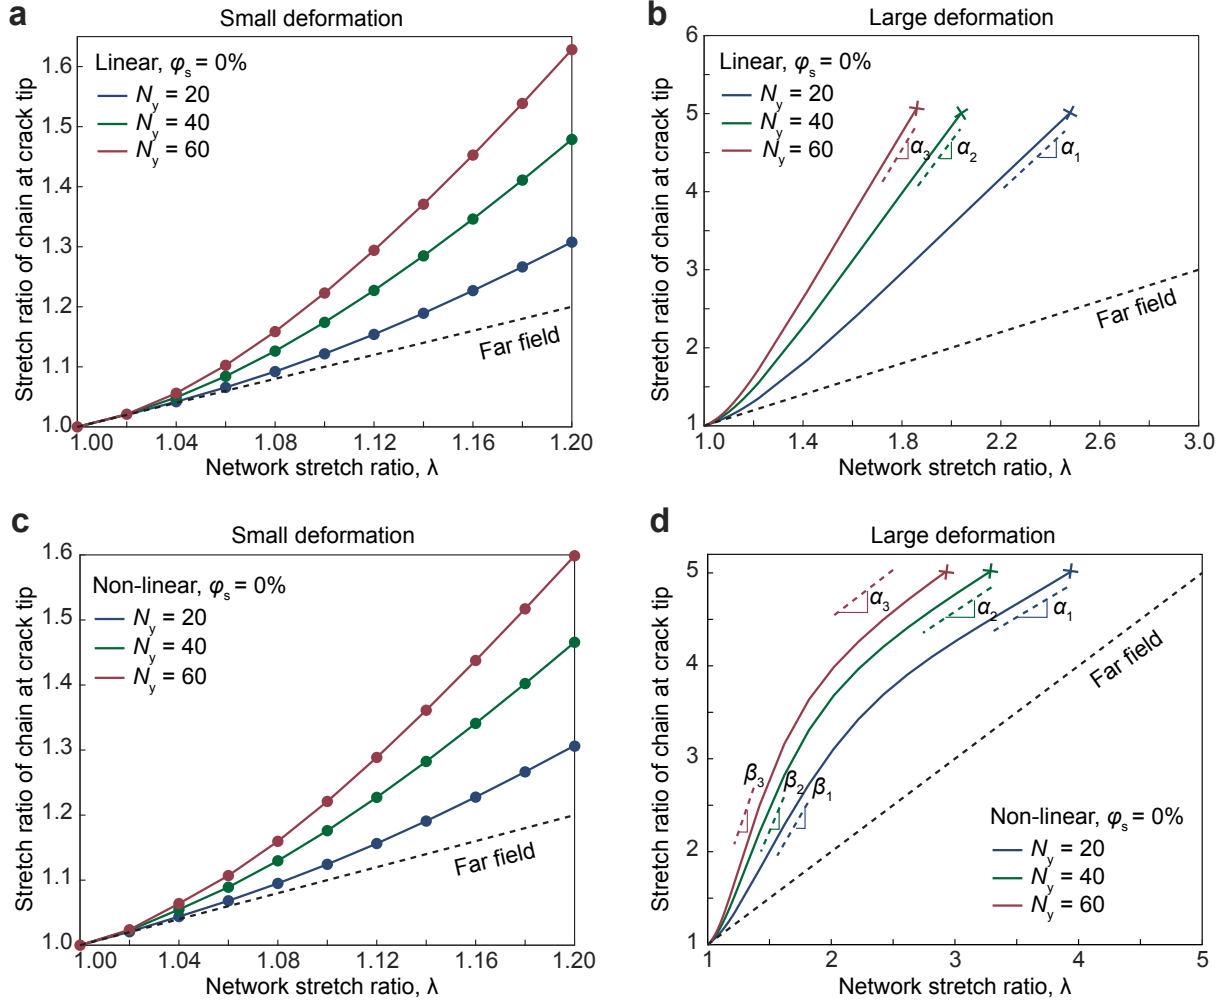 a
Small deformation
Stretch ratio of chain at crack tip
Linear, φs = 0%
Ny = 20
Ny = 40
Ny = 60
Far field
1.6
1.5
1.4
1.3
1.2
1.1
1.0
1.00 1.04 1.08 1.12 1.16 1.20
Network stretch ratio, λ
b
Large deformation
Stretch ratio of chain at crack tip
Linear, φs = 0%
Ny = 20
Ny = 40
Ny = 60
α3
α2
α1
Far field
6
5
4
3
2
1
1.0 1.4 1.8 2.2 2.6 3.0
Network stretch ratio, λ
c
Small deformation
Stretch ratio of chain at crack tip
Non-linear, φs = 0%
Ny = 20
Ny = 40
Ny = 60
Far field
1.6
1.5
1.4
1.3
1.2
1.1
1.0
1.00 1.04 1.08 1.12 1.16 1.20
Network stretch ratio, λ
d
Large deformation
Stretch ratio of chain at crack tip
α3
α2
α1
Far field
β3
β2
β1
Non-linear, φs = 0%
Ny = 20
Ny = 40
Ny = 60
5
4
3
2
1
1 2 3 4 5
Network stretch ratio, λ